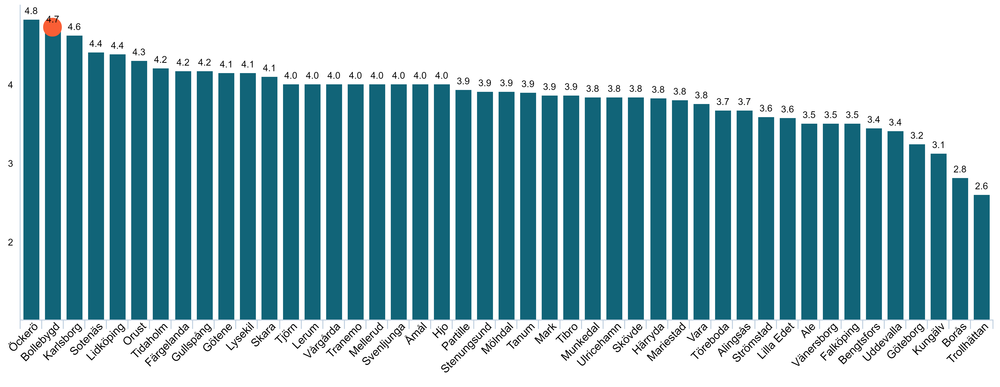 4.8 4.7 4.6 4.4 4.4 4.3 4.2 4.2 4.2 4.1 4.1 4.1 4.0 4.0 4.0 4.0 4.0 4.0 4.0 4.0 3.9 3.9 3.9 3.9 3.9 3.9 3.8 3.8 3.8 3.8 3.8 3.8 3.7 3.7 3.6 3.6 3.5 3.5 3.5 3.4 3.4 3.2 3.1 2.8 2.6
4
3
2
Öckerö
Bollebygd
Karlsborg
Sotenäs
Lidköping
Orust
Tidaholm
Färgelanda
Gullspång
Götene
Lysekil
Skara
Tjörn
Lerum
Vårgårda
Tranemo
Mellerud
Svenljunga
Åmål
Hjo
Partille
Stenungsund
Mölndal
Tanum
Mark
Tibro
Munkedal
Ulricehamn
Skövde
Härryda
Mariestad
Vara
Töreboda
Alingsås
Strömstad
Lilla Edet
Ale
Vänersborg
Falköping
Bengtsfors
Uddevalla
Göteborg
Kungälv
Borås
Trollhättan